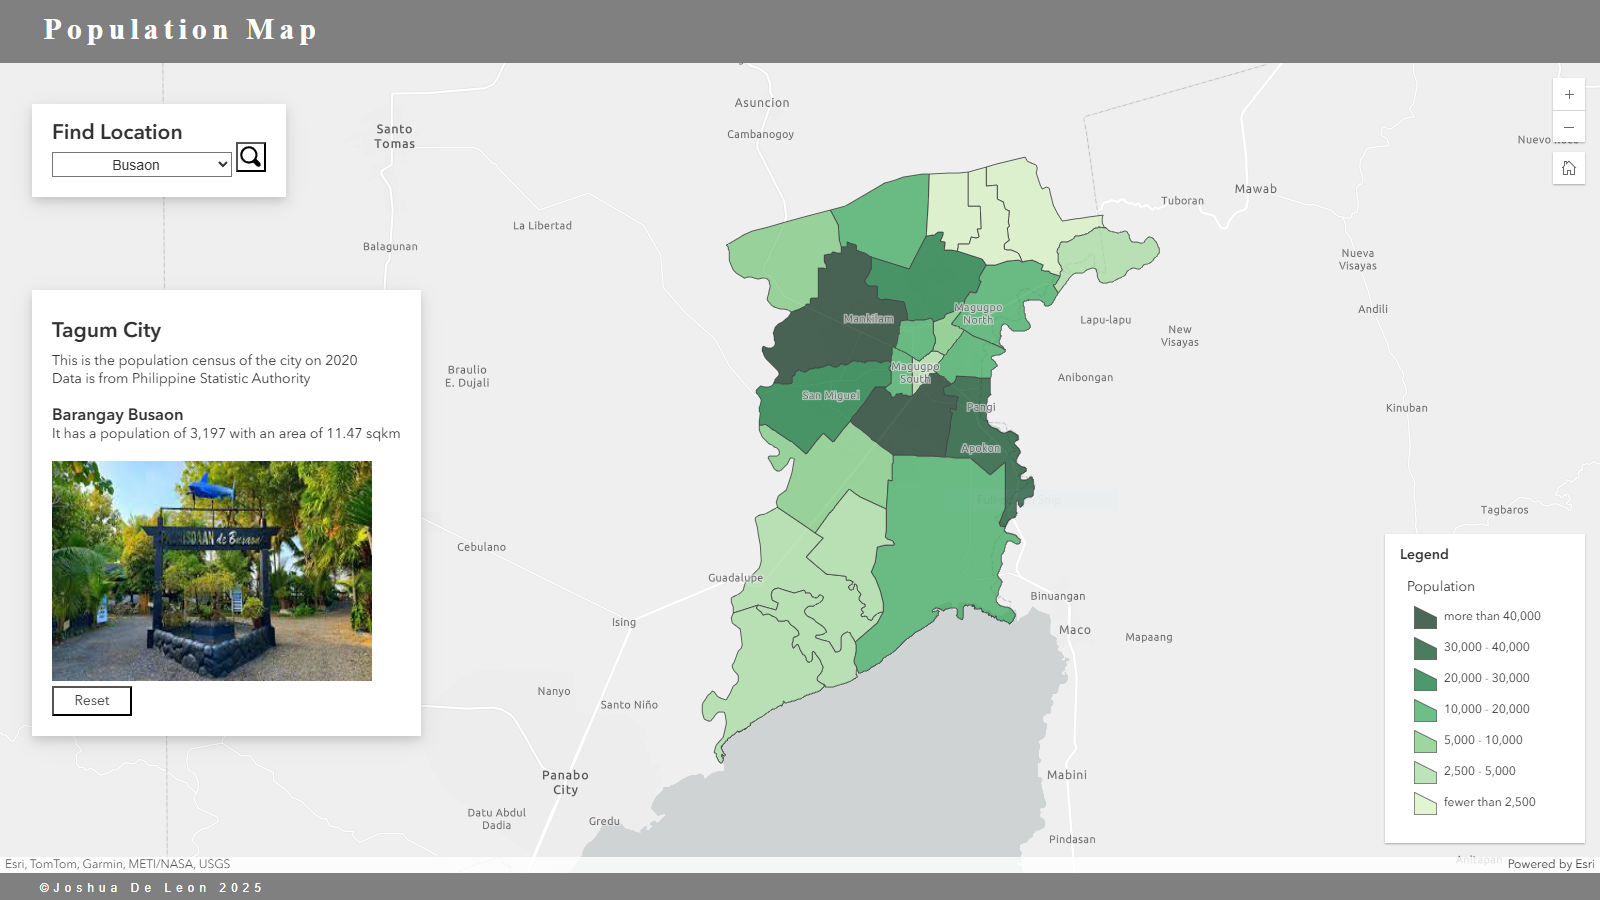 Population Map
Find Location
Busaon
Tagum City
This is the population census of the city on 2020
Data is from Philippine Statistic Authority
Barangay Busaon
It has a population of 3,197 with an area of 11.47 sqkm
de Busaon
Reset
Asuncion
Cambanogoy
Santo
Tomas
La Libertad
Balagunan
Braulio
E. Dujali
Cebulano
Guadalupe
Ising
Nanyo
Santo Niño
Panabo
City
Datu Abdul
Dadia
Gredu
Mankilam
Magugpo
North
Magugpo
South
San Miguel
Pangi
Apokon
Mawab
Tuboran
Nuevo
Nueva
Visayas
Andili
Lapu-lapu
New
Visayas
Anibongan
Kinuban
Tagbaros
Binuangan
Maco
Mapaang
Mabini
Pindasan
Anitapan
+
−
Legend
Population
more than 40,000
30,000 - 40,000
20,000 - 30,000
10,000 - 20,000
5,000 - 10,000
2,500 - 5,000
fewer than 2,500
Esri, TomTom, Garmin, METI/NASA, USGS
Powered by Esri
©Joshua De Leon 2025